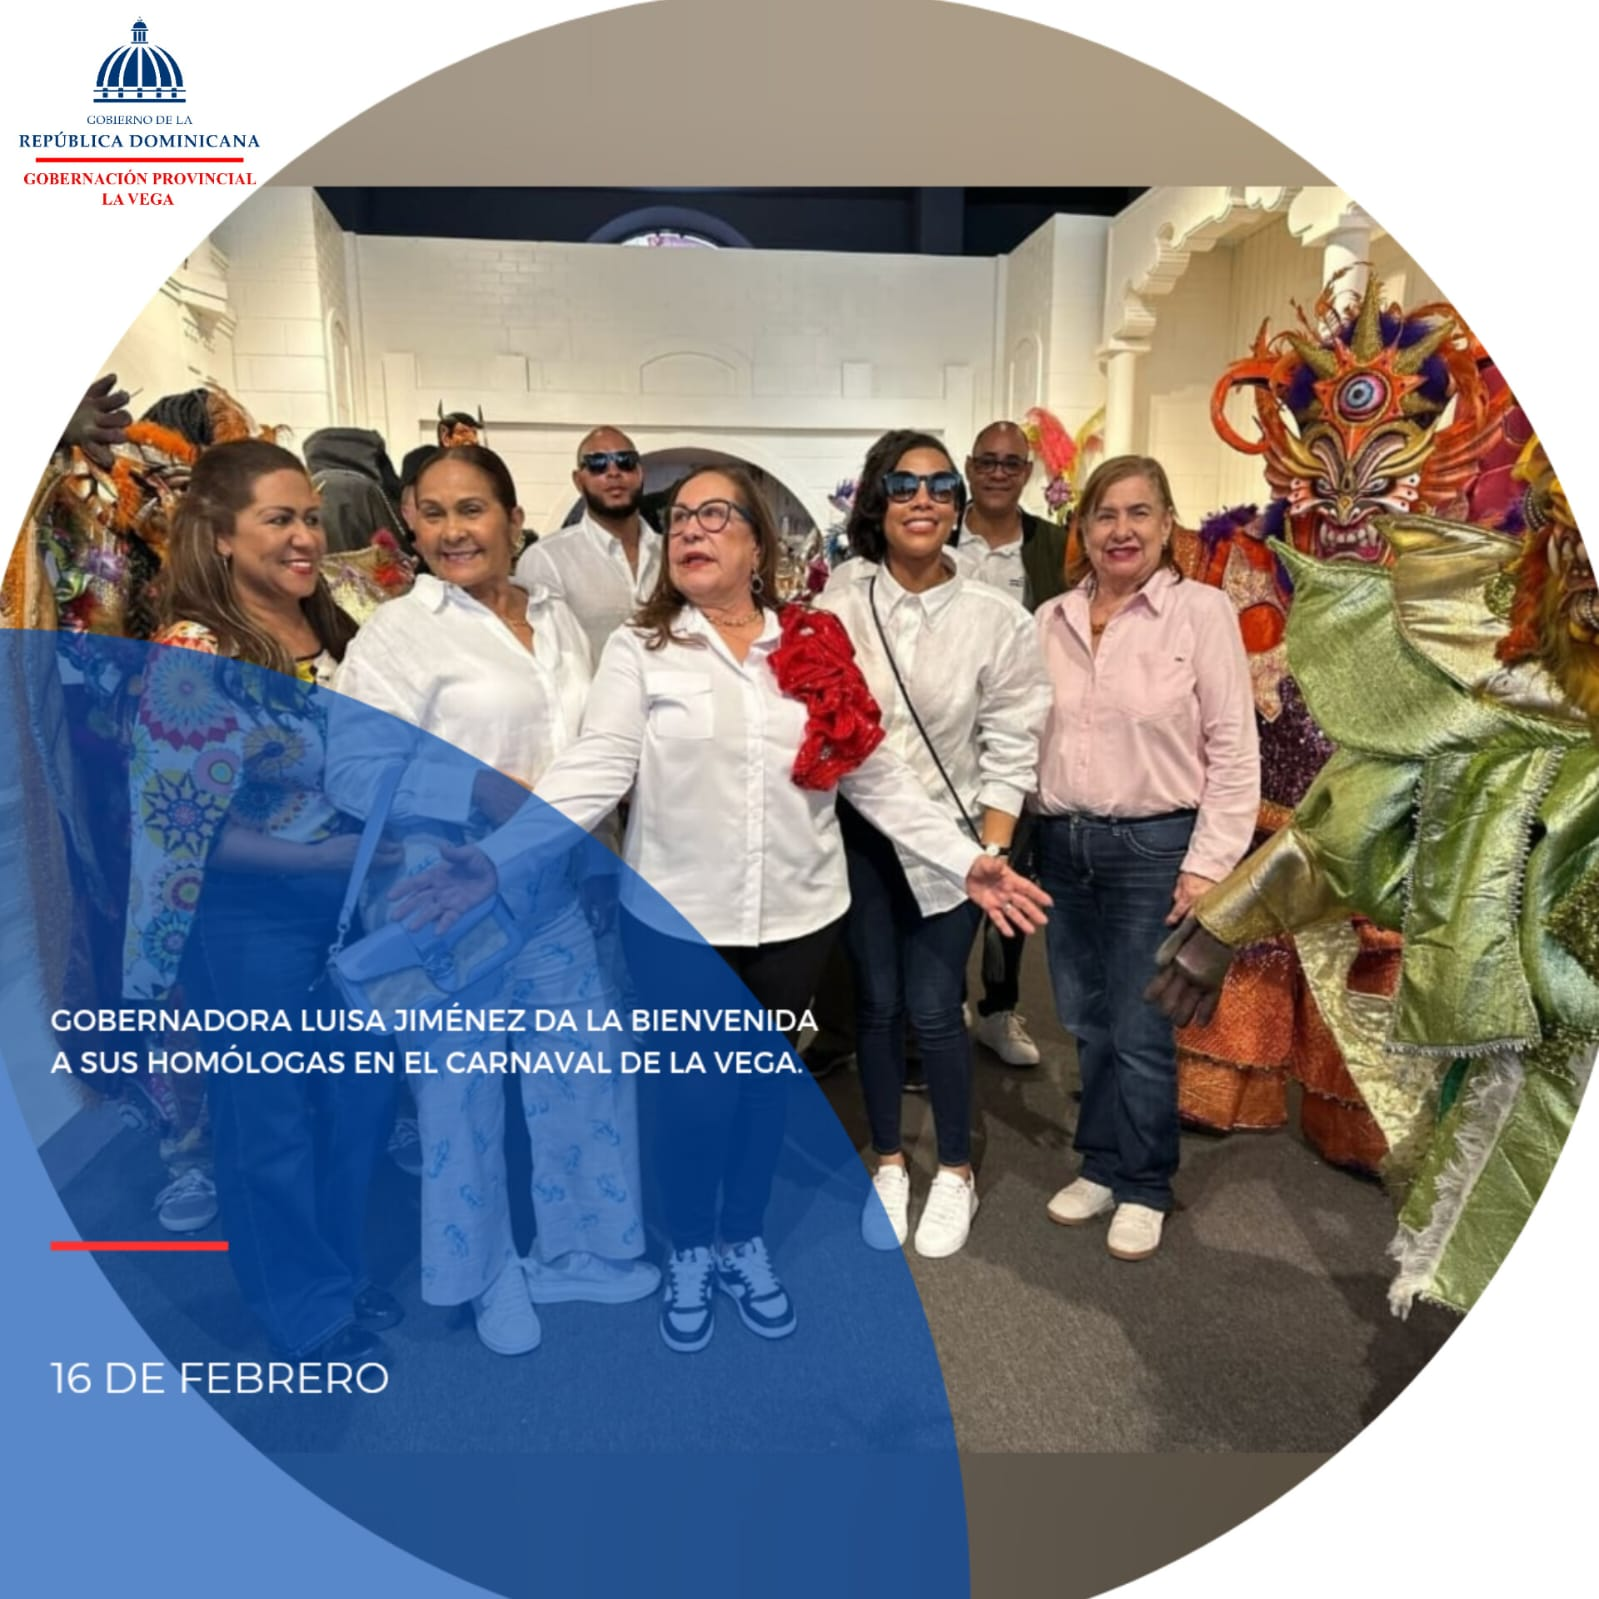 GOBIERNO DE LA
REPÚBLICA DOMINICANA
GOBERNACIÓN PROVINCIAL
LA VEGA
GOBERNADORA LUISA JIMÉNEZ DA LA BIENVENIDA
A SUS HOMÓLOGAS EN EL CARNAVAL DE LA VEGA.
16 DE FEBRERO